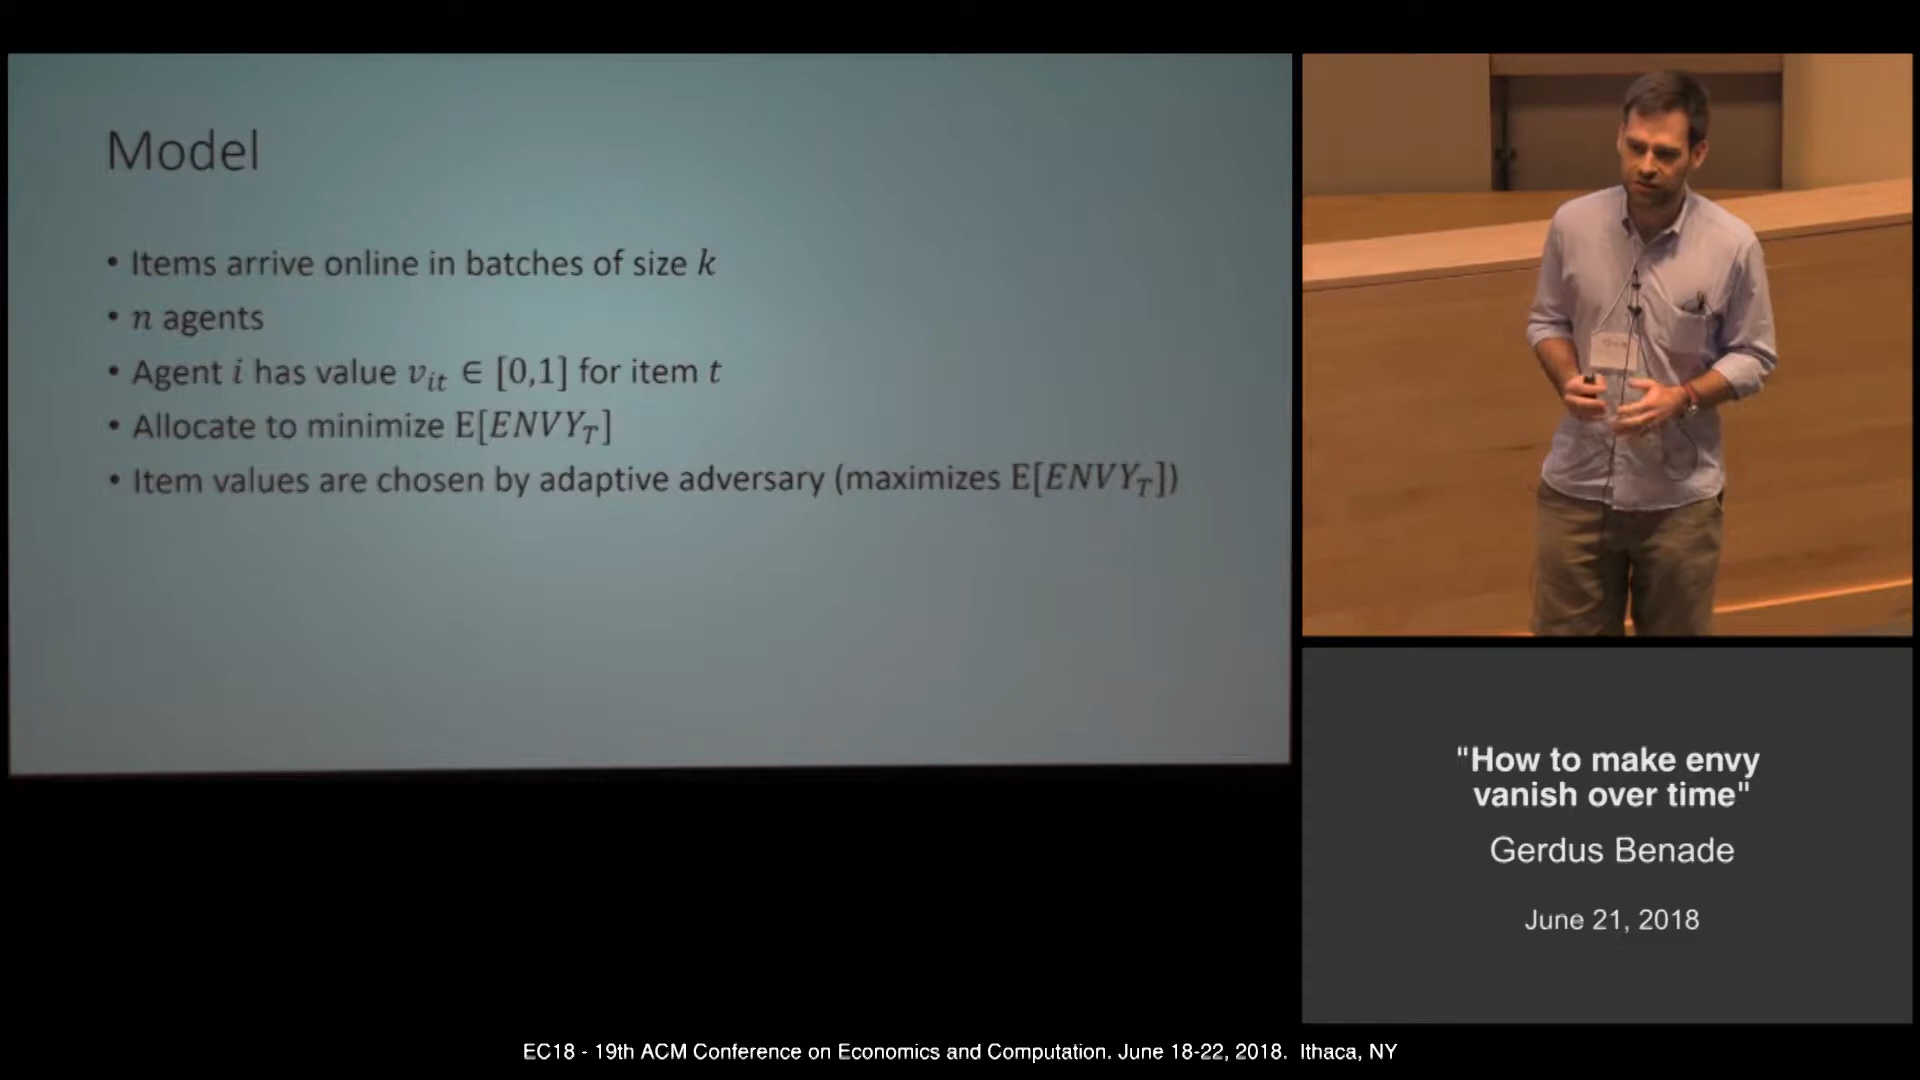 Model
• Items arrive online in batches of size k
• n agents
• Agent i has value v_{it} ∈ [0,1] for item t
• Allocate to minimize E[ENVY_T]
• Item values are chosen by adaptive adversary (maximizes E[ENVY_T])
"How to make envy
vanish over time"
Gerdus Benade
June 21, 2018
EC18 - 19th ACM Conference on Economics and Computation. June 18-22, 2018. Ithaca, NY